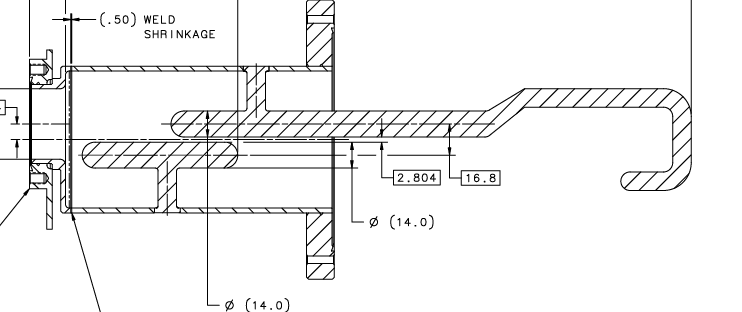 (.50) WELD
SHRINKAGE
2.804
16.8
Ø (14.0)
Ø (14.0)